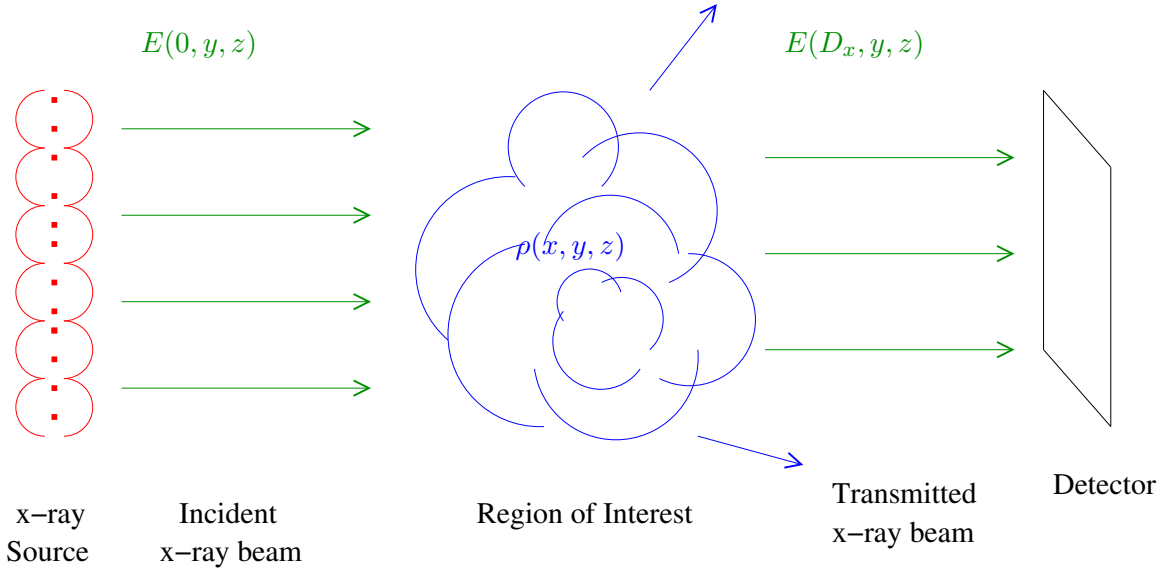 E(0, y, z)
E(D_x, y, z)
ρ(x, y, z)
x−ray
Source
Incident
x−ray beam
Region of Interest
Transmitted
x−ray beam
Detector